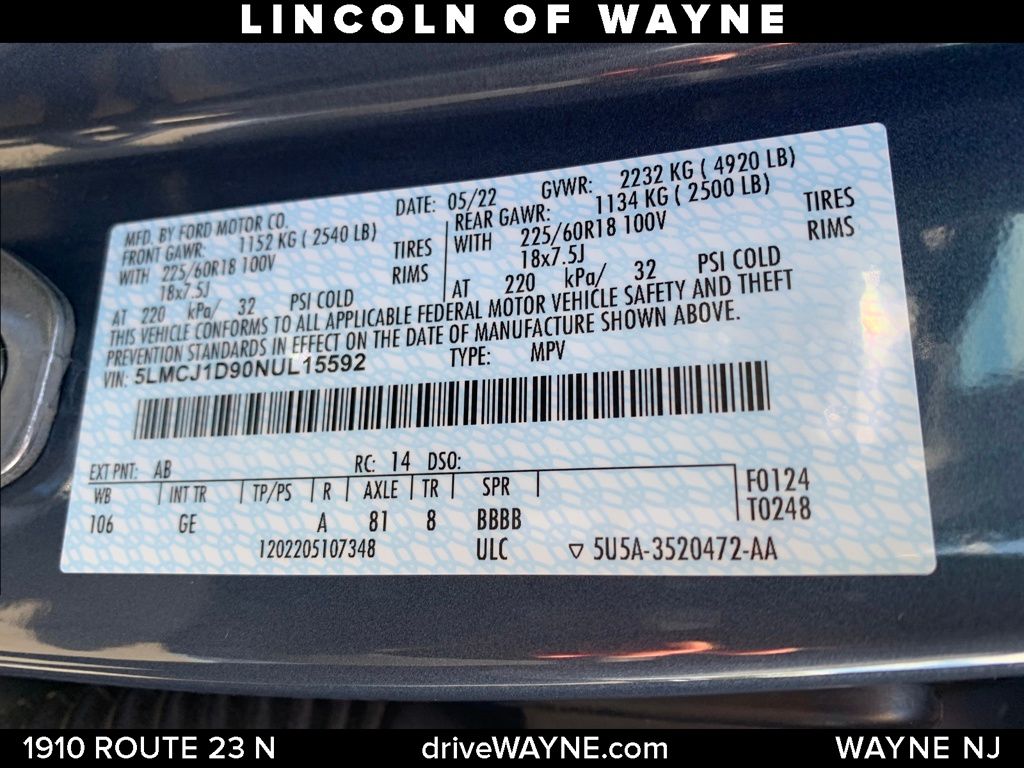 LINCOLN OF WAYNE
MFD. BY FORD MOTOR CO. DATE: 05/22 GVWR: 2232 KG ( 4920 LB)
FRONT GAWR: 1152 KG ( 2540 LB) REAR GAWR: 1134 KG ( 2500 LB)
WITH 225/60R18 100V TIRES WITH 225/60R18 100V TIRES
18x7.5J RIMS 18x7.5J RIMS
AT 220 kPa/ 32 PSI COLD AT 220 kPa/ 32 PSI COLD
THIS VEHICLE CONFORMS TO ALL APPLICABLE FEDERAL MOTOR VEHICLE SAFETY AND THEFT
PREVENTION STANDARDS IN EFFECT ON THE DATE OF MANUFACTURE SHOWN ABOVE.
VIN: 5LMCJ1D90NUL15592 TYPE: MPV
EXT PNT: AB RC: 14 DSO:
WB INT TR TP/PS R AXLE TR SPR F0124
106 GE A 81 8 BBBB T0248
1202205107348 ULC ▽ 5U5A-3520472-AA
1910 ROUTE 23 N driveWAYNE.com WAYNE NJ